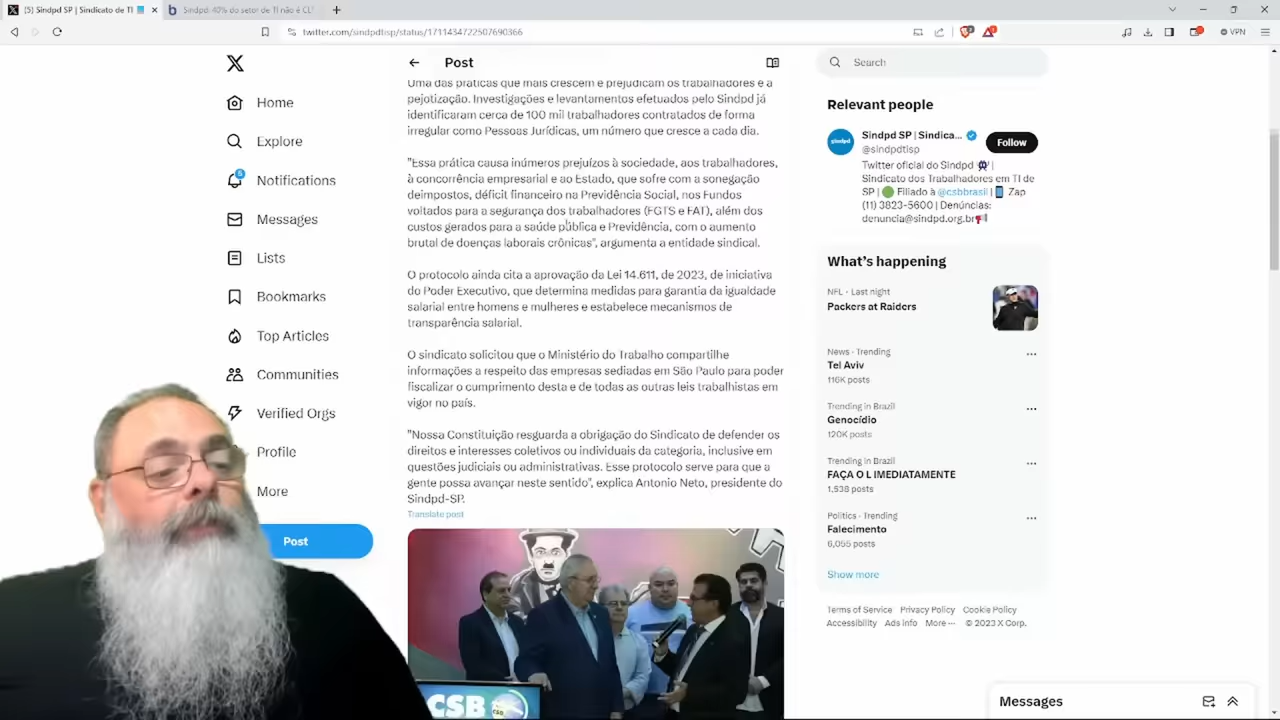 (5) Sindpd SP | Sindicato de TI
Sindpd: 40% do setor de TI não é CLT
twitter.com/sindpdtisp/status/1711434722507690366
VPN
Home
Explore
5
Notifications
Messages
Lists
Bookmarks
Top Articles
Communities
Verified Orgs
Profile
More
Post
Post
Uma das práticas que mais crescem e prejudicam os trabalhadores é a
pejotização. Investigações e levantamentos efetuados pelo Sindpd já
identificaram cerca de 100 mil trabalhadores contratados de forma
irregular como Pessoas Jurídicas, um número que cresce a cada dia.
"Essa prática causa inúmeros prejuízos à sociedade, aos trabalhadores,
à concorrência empresarial e ao Estado, que sofre com a sonegação
deimpostos, déficit financeiro na Previdência Social, nos Fundos
voltados para a segurança dos trabalhadores (FGTS e FAT), além dos
custos gerados para a saúde pública e Previdência, com o aumento
brutal de doenças laborais crônicas", argumenta a entidade sindical.
O protocolo ainda cita a aprovação da Lei 14.611, de 2023, de iniciativa
do Poder Executivo, que determina medidas para garantia da igualdade
salarial entre homens e mulheres e estabelece mecanismos de
transparência salarial.
O sindicato solicitou que o Ministério do Trabalho compartilhe
informações a respeito das empresas sediadas em São Paulo para poder
fiscalizar o cumprimento desta e de todas as outras leis trabalhistas em
vigor no país.
"Nossa Constituição resguarda a obrigação do Sindicato de defender os
direitos e interesses coletivos ou individuais da categoria, inclusive em
questões judiciais ou administrativas. Esse protocolo serve para que a
gente possa avançar neste sentido", explica Antonio Neto, presidente do
Sindpd-SP.
Translate post
CSB
Search
Relevant people
sindpd
Sindpd SP | Sindica...
@sindpdtisp
Follow
Twitter oficial do Sindpd |
Sindicato dos Trabalhadores em TI de
SP | Filiado à @csbbrasil | Zap
(11) 3823-5600 | Denúncias:
denuncia@sindpd.org.br
What's happening
NFL · Last night
Packers at Raiders
News · Trending
Tel Aviv
116K posts
Trending in Brazil
Genocídio
120K posts
Trending in Brazil
FAÇA O L IMEDIATAMENTE
1,538 posts
Politics · Trending
Falecimento
6,055 posts
Show more
Terms of Service Privacy Policy Cookie Policy
Accessibility Ads info More ··· © 2023 X Corp.
Messages